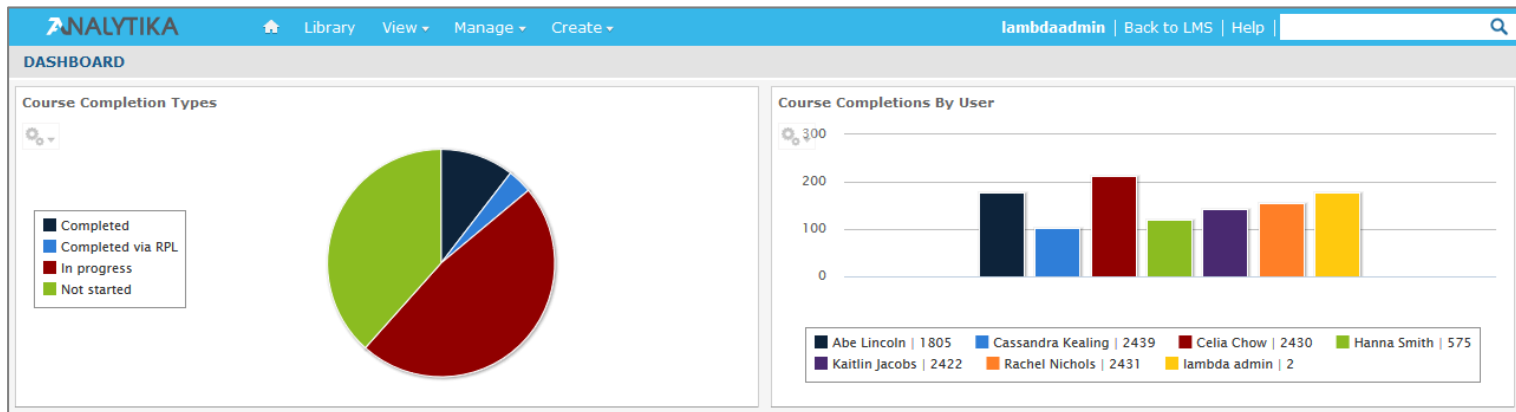 ANALYTIKA Library View Manage Create lambdaadmin | Back to LMS | Help |
DASHBOARD
Course Completion Types
Completed
Completed via RPL
In progress
Not started
Course Completions By User
300
200
100
0
Abe Lincoln | 1805 Cassandra Kealing | 2439 Celia Chow | 2430 Hanna Smith | 575
Kaitlin Jacobs | 2422 Rachel Nichols | 2431 lambda admin | 2